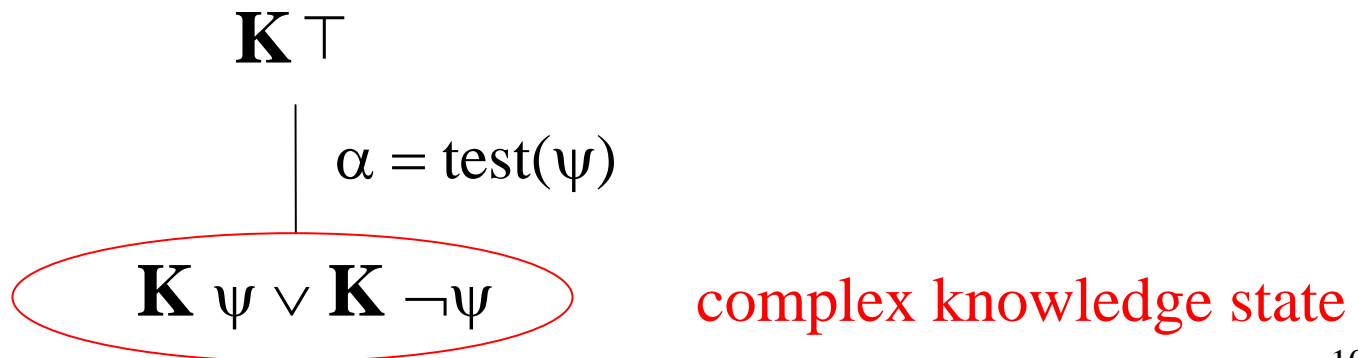 K ⊤
α = test(ψ)
K ψ ∨ K ¬ψ
complex knowledge state